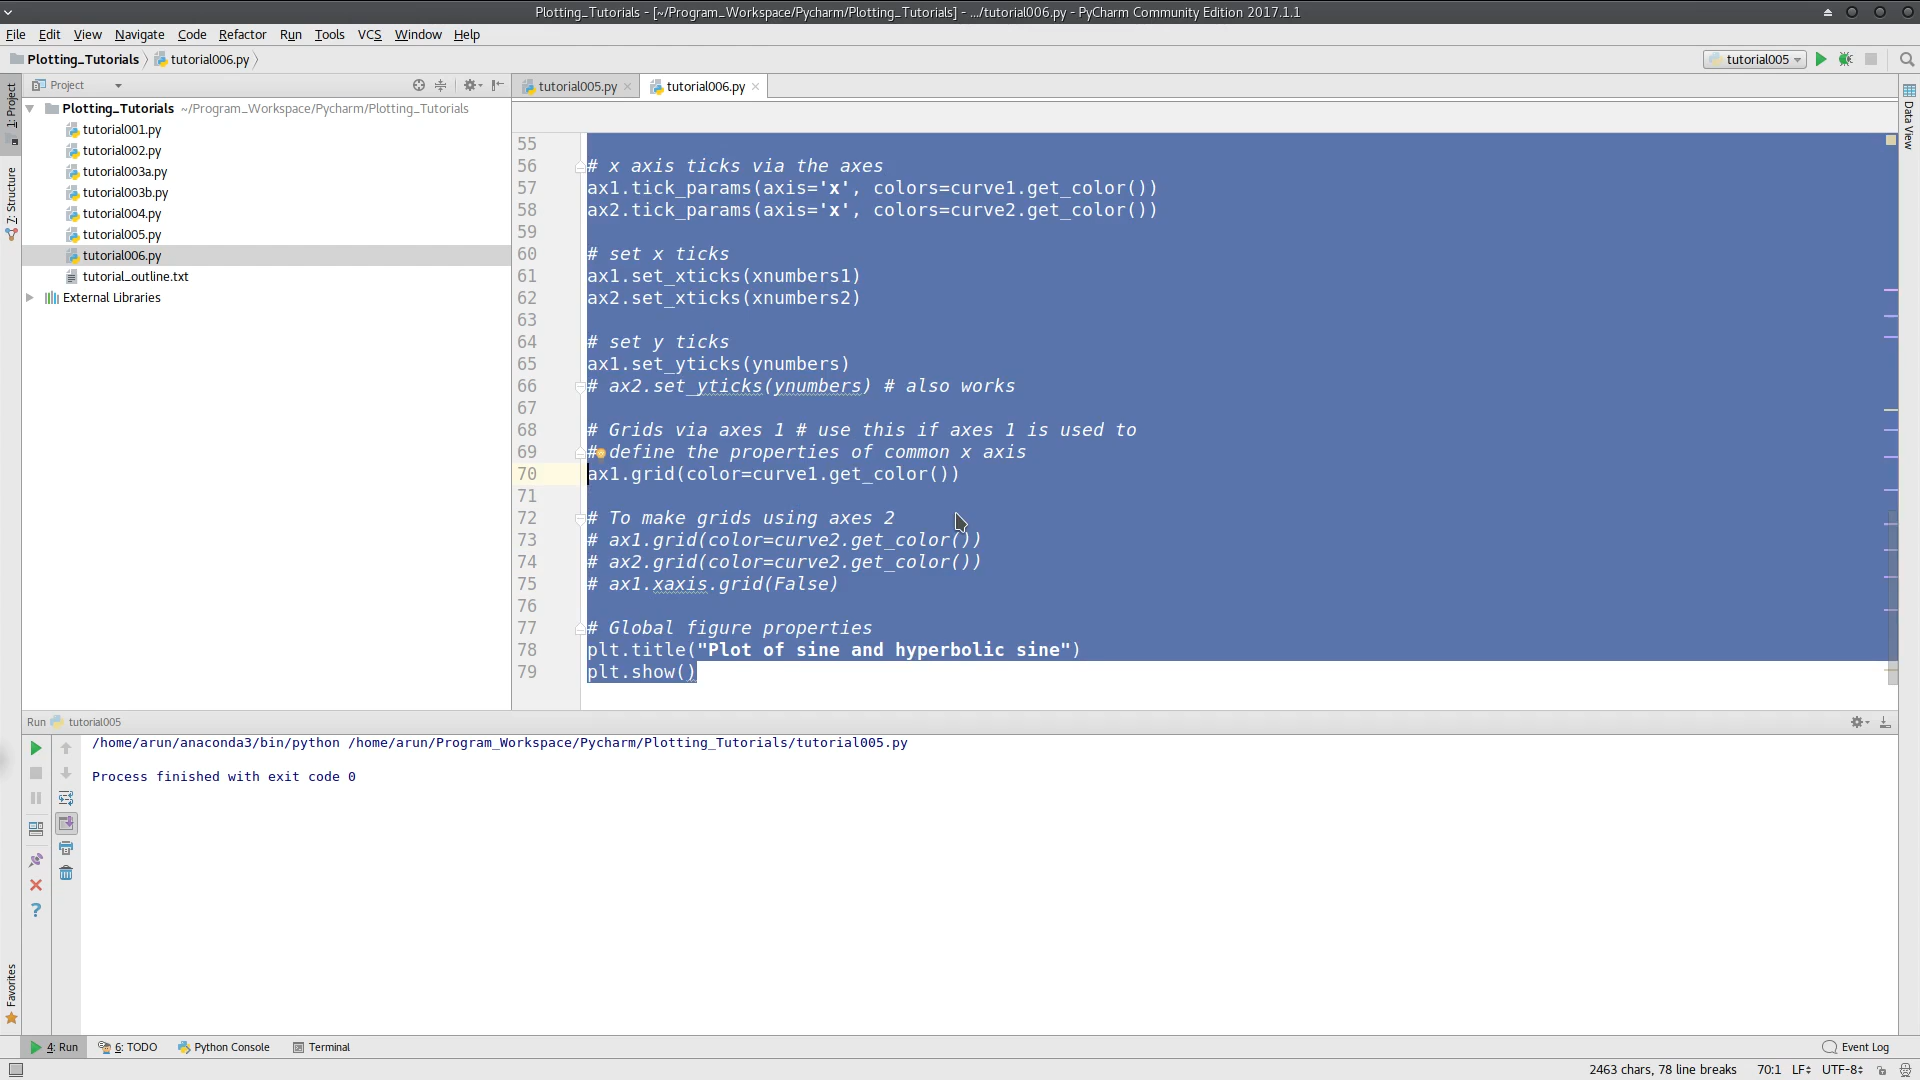 Plotting_Tutorials - [~/Program_Workspace/Pycharm/Plotting_Tutorials] - .../tutorial006.py - PyCharm Community Edition 2017.1.1
File Edit View Navigate Code Refactor Run Tools VCS Window Help
Plotting_Tutorials tutorial006.py tutorial005
Project tutorial005.py tutorial006.py
1: Project
7: Structure
Favorites
Data View
Plotting_Tutorials ~/Program_Workspace/Pycharm/Plotting_Tutorials
tutorial001.py
tutorial002.py
tutorial003a.py
tutorial003b.py
tutorial004.py
tutorial005.py
tutorial006.py
tutorial_outline.txt
External Libraries
55
56 # x axis ticks via the axes
57 ax1.tick_params(axis='x', colors=curve1.get_color())
58 ax2.tick_params(axis='x', colors=curve2.get_color())
59
60 # set x ticks
61 ax1.set_xticks(xnumbers1)
62 ax2.set_xticks(xnumbers2)
63
64 # set y ticks
65 ax1.set_yticks(ynumbers)
66 # ax2.set_yticks(ynumbers) # also works
67
68 # Grids via axes 1 # use this if axes 1 is used to
69 # define the properties of common x axis
70 ax1.grid(color=curve1.get_color())
71
72 # To make grids using axes 2
73 # ax1.grid(color=curve2.get_color())
74 # ax2.grid(color=curve2.get_color())
75 # ax1.xaxis.grid(False)
76
77 # Global figure properties
78 plt.title("Plot of sine and hyperbolic sine")
79 plt.show()
Run tutorial005
/home/arun/anaconda3/bin/python /home/arun/Program_Workspace/Pycharm/Plotting_Tutorials/tutorial005.py
Process finished with exit code 0
4: Run 6: TODO Python Console Terminal Event Log
2463 chars, 78 line breaks 70:1 LF UTF-8